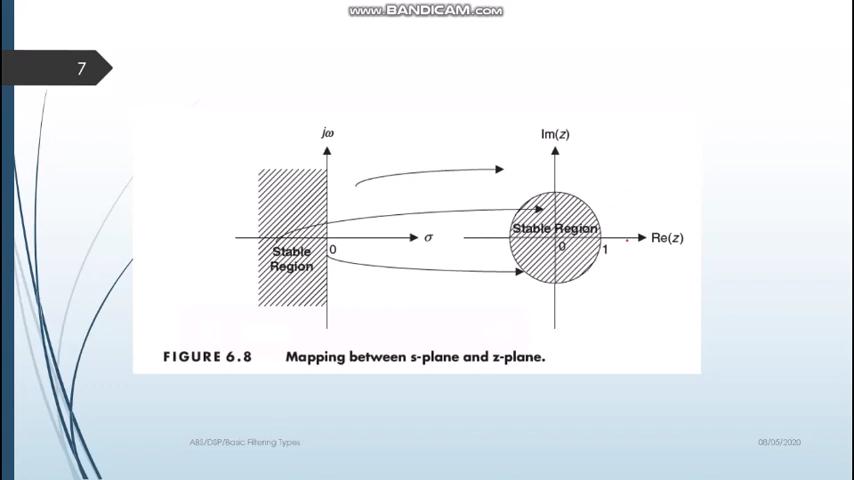 www.BANDICAM.com
7
jω
Im(z)
Stable Region
σ
Re(z)
Stable
Region
0
0
1
FIGURE 6.8 Mapping between s-plane and z-plane.
ABS/DSP/Basic Filtering Types
08/05/2020